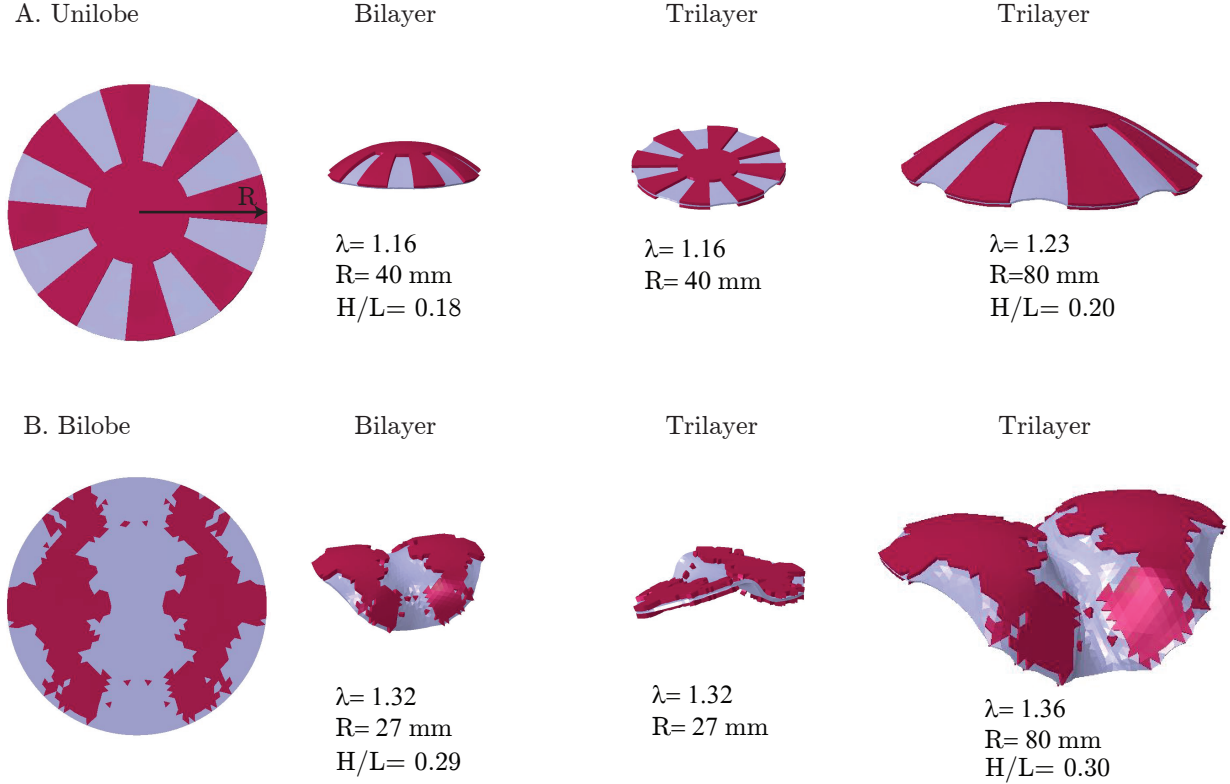 A. Unilobe
Bilayer
Trilayer
Trilayer
R
λ= 1.16
R= 40 mm
H/L= 0.18
λ= 1.16
R= 40 mm
λ= 1.23
R=80 mm
H/L= 0.20
B. Bilobe
Bilayer
Trilayer
Trilayer
λ= 1.32
R= 27 mm
H/L= 0.29
λ= 1.32
R= 27 mm
λ= 1.36
R= 80 mm
H/L= 0.30